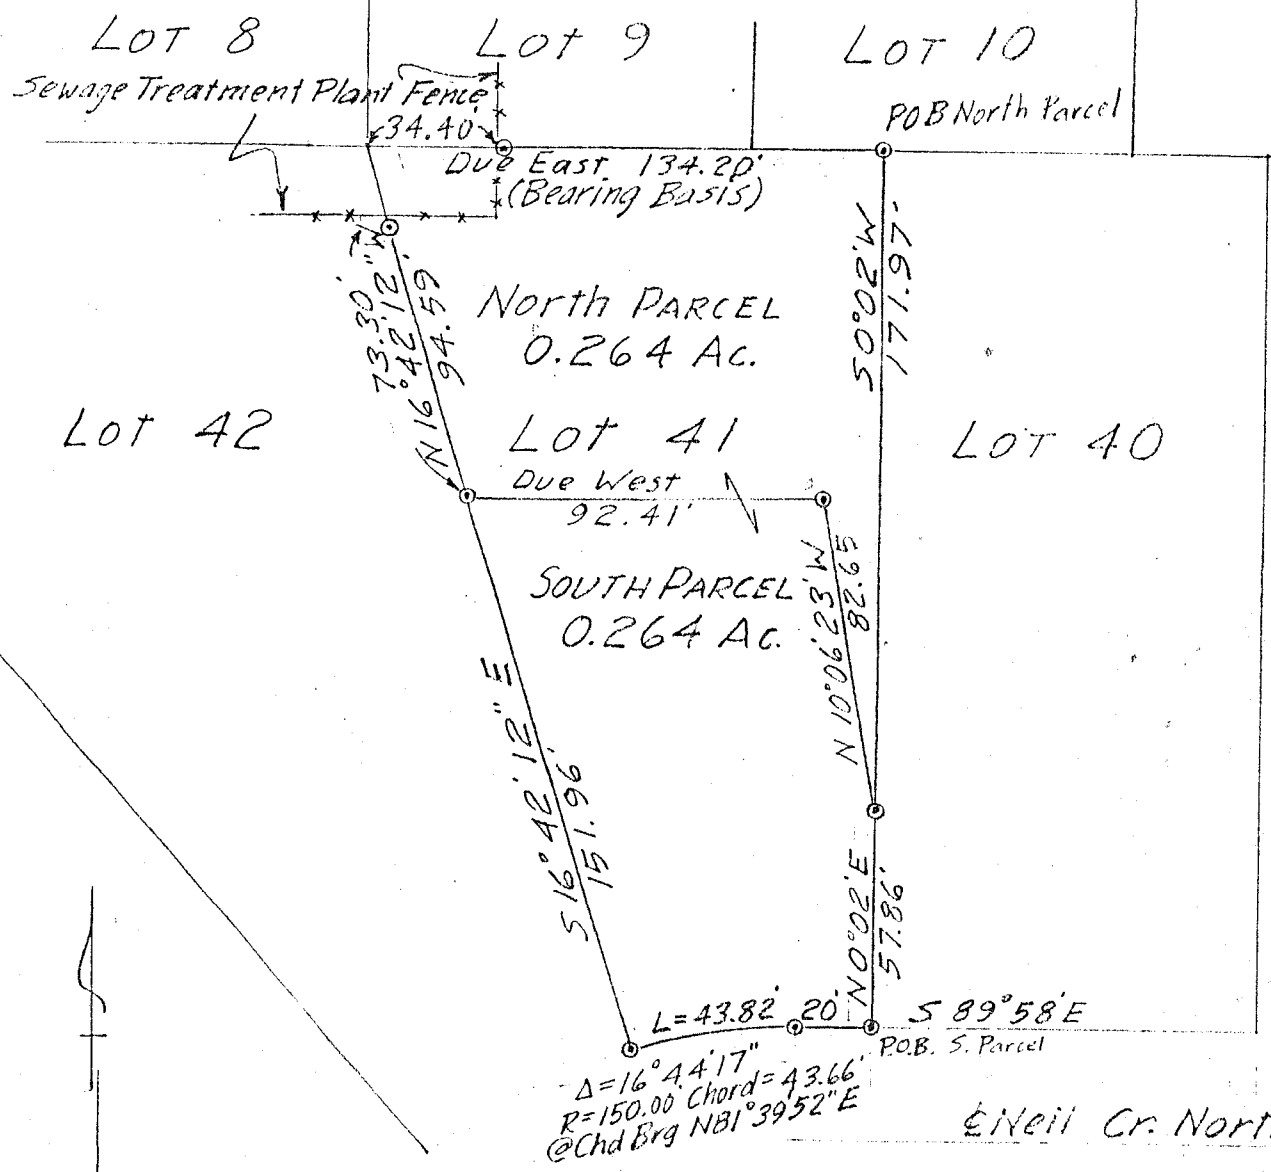 LOT 8
LOT 9
LOT 10
Sewage Treatment Plant Fence
34.40'
POB North Parcel
Due East 134.20'
(Bearing Basis)
S0°02'W
171.97'
73.30'
N 16°42'12"W
94.59'
North PARCEL
0.264 Ac.
LOT 42
LOT 41
LOT 40
Due West
92.41'
SOUTH PARCEL
0.264 Ac.
N 10°06'23'W
82.65
S 16°42'12" E
151.96'
N0°02'E
57.86'
L=43.82' 20'
S 89°58'E
P.O.B. S. Parcel
Δ=16°44'17"
R=150.00' Chord=43.66'
@Chd Brg N81°39'52"E
℄ Neil Cr. Nort